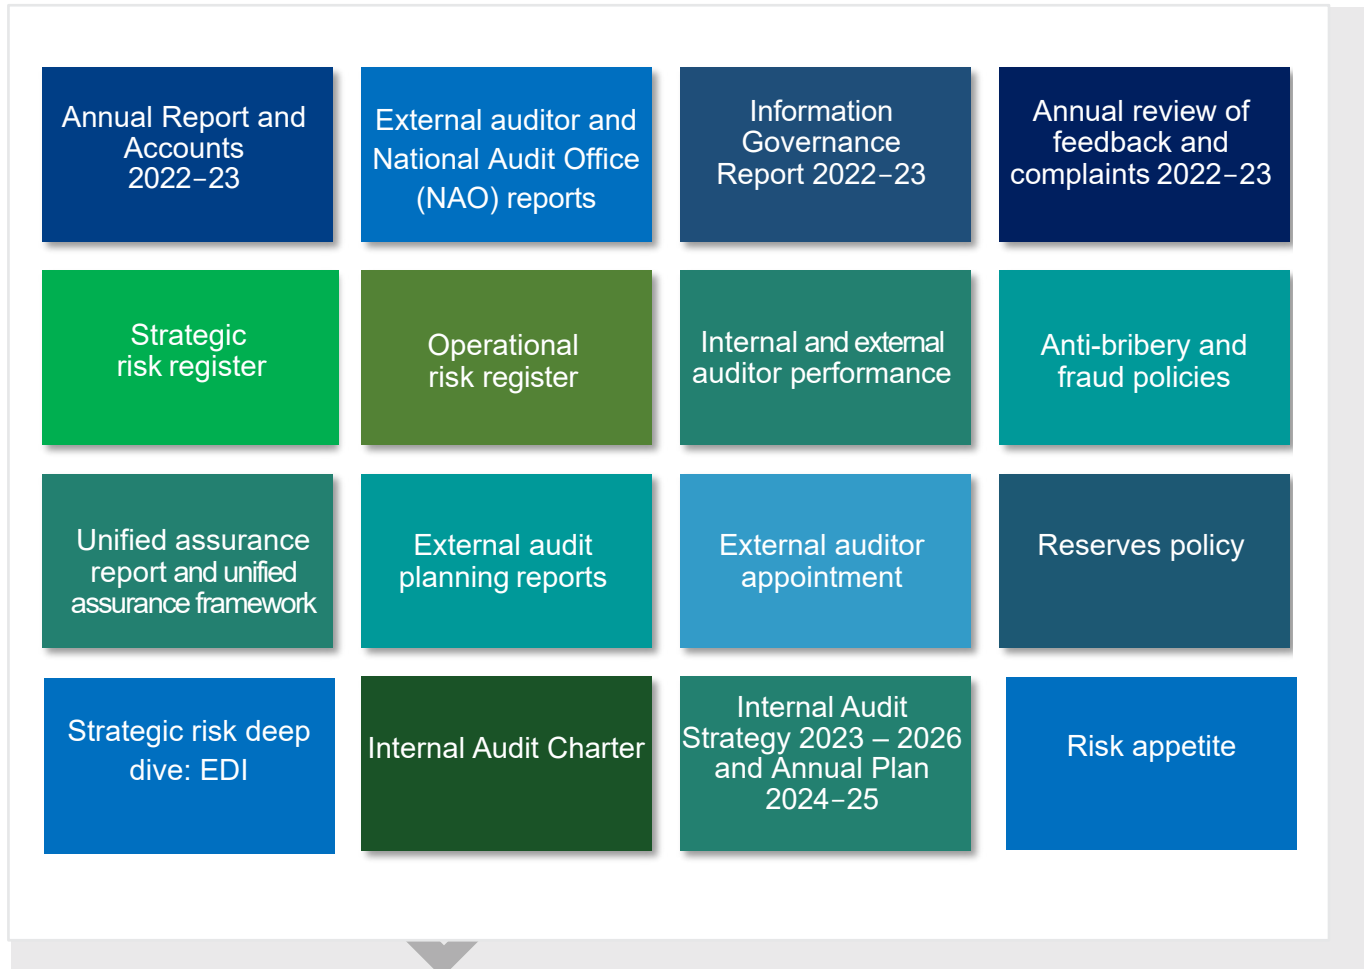 Annual Report and
Accounts
2022–23
External auditor and
National Audit Office
(NAO) reports
Information
Governance
Report 2022–23
Annual review of
feedback and
complaints 2022–23
Strategic
risk register
Operational
risk register
Internal and external
auditor performance
Anti-bribery and
fraud policies
Unified assurance
report and unified
assurance framework
External audit
planning reports
External auditor
appointment
Reserves policy
Strategic risk deep
dive: EDI
Internal Audit Charter
Internal Audit
Strategy 2023 – 2026
and Annual Plan
2024–25
Risk appetite